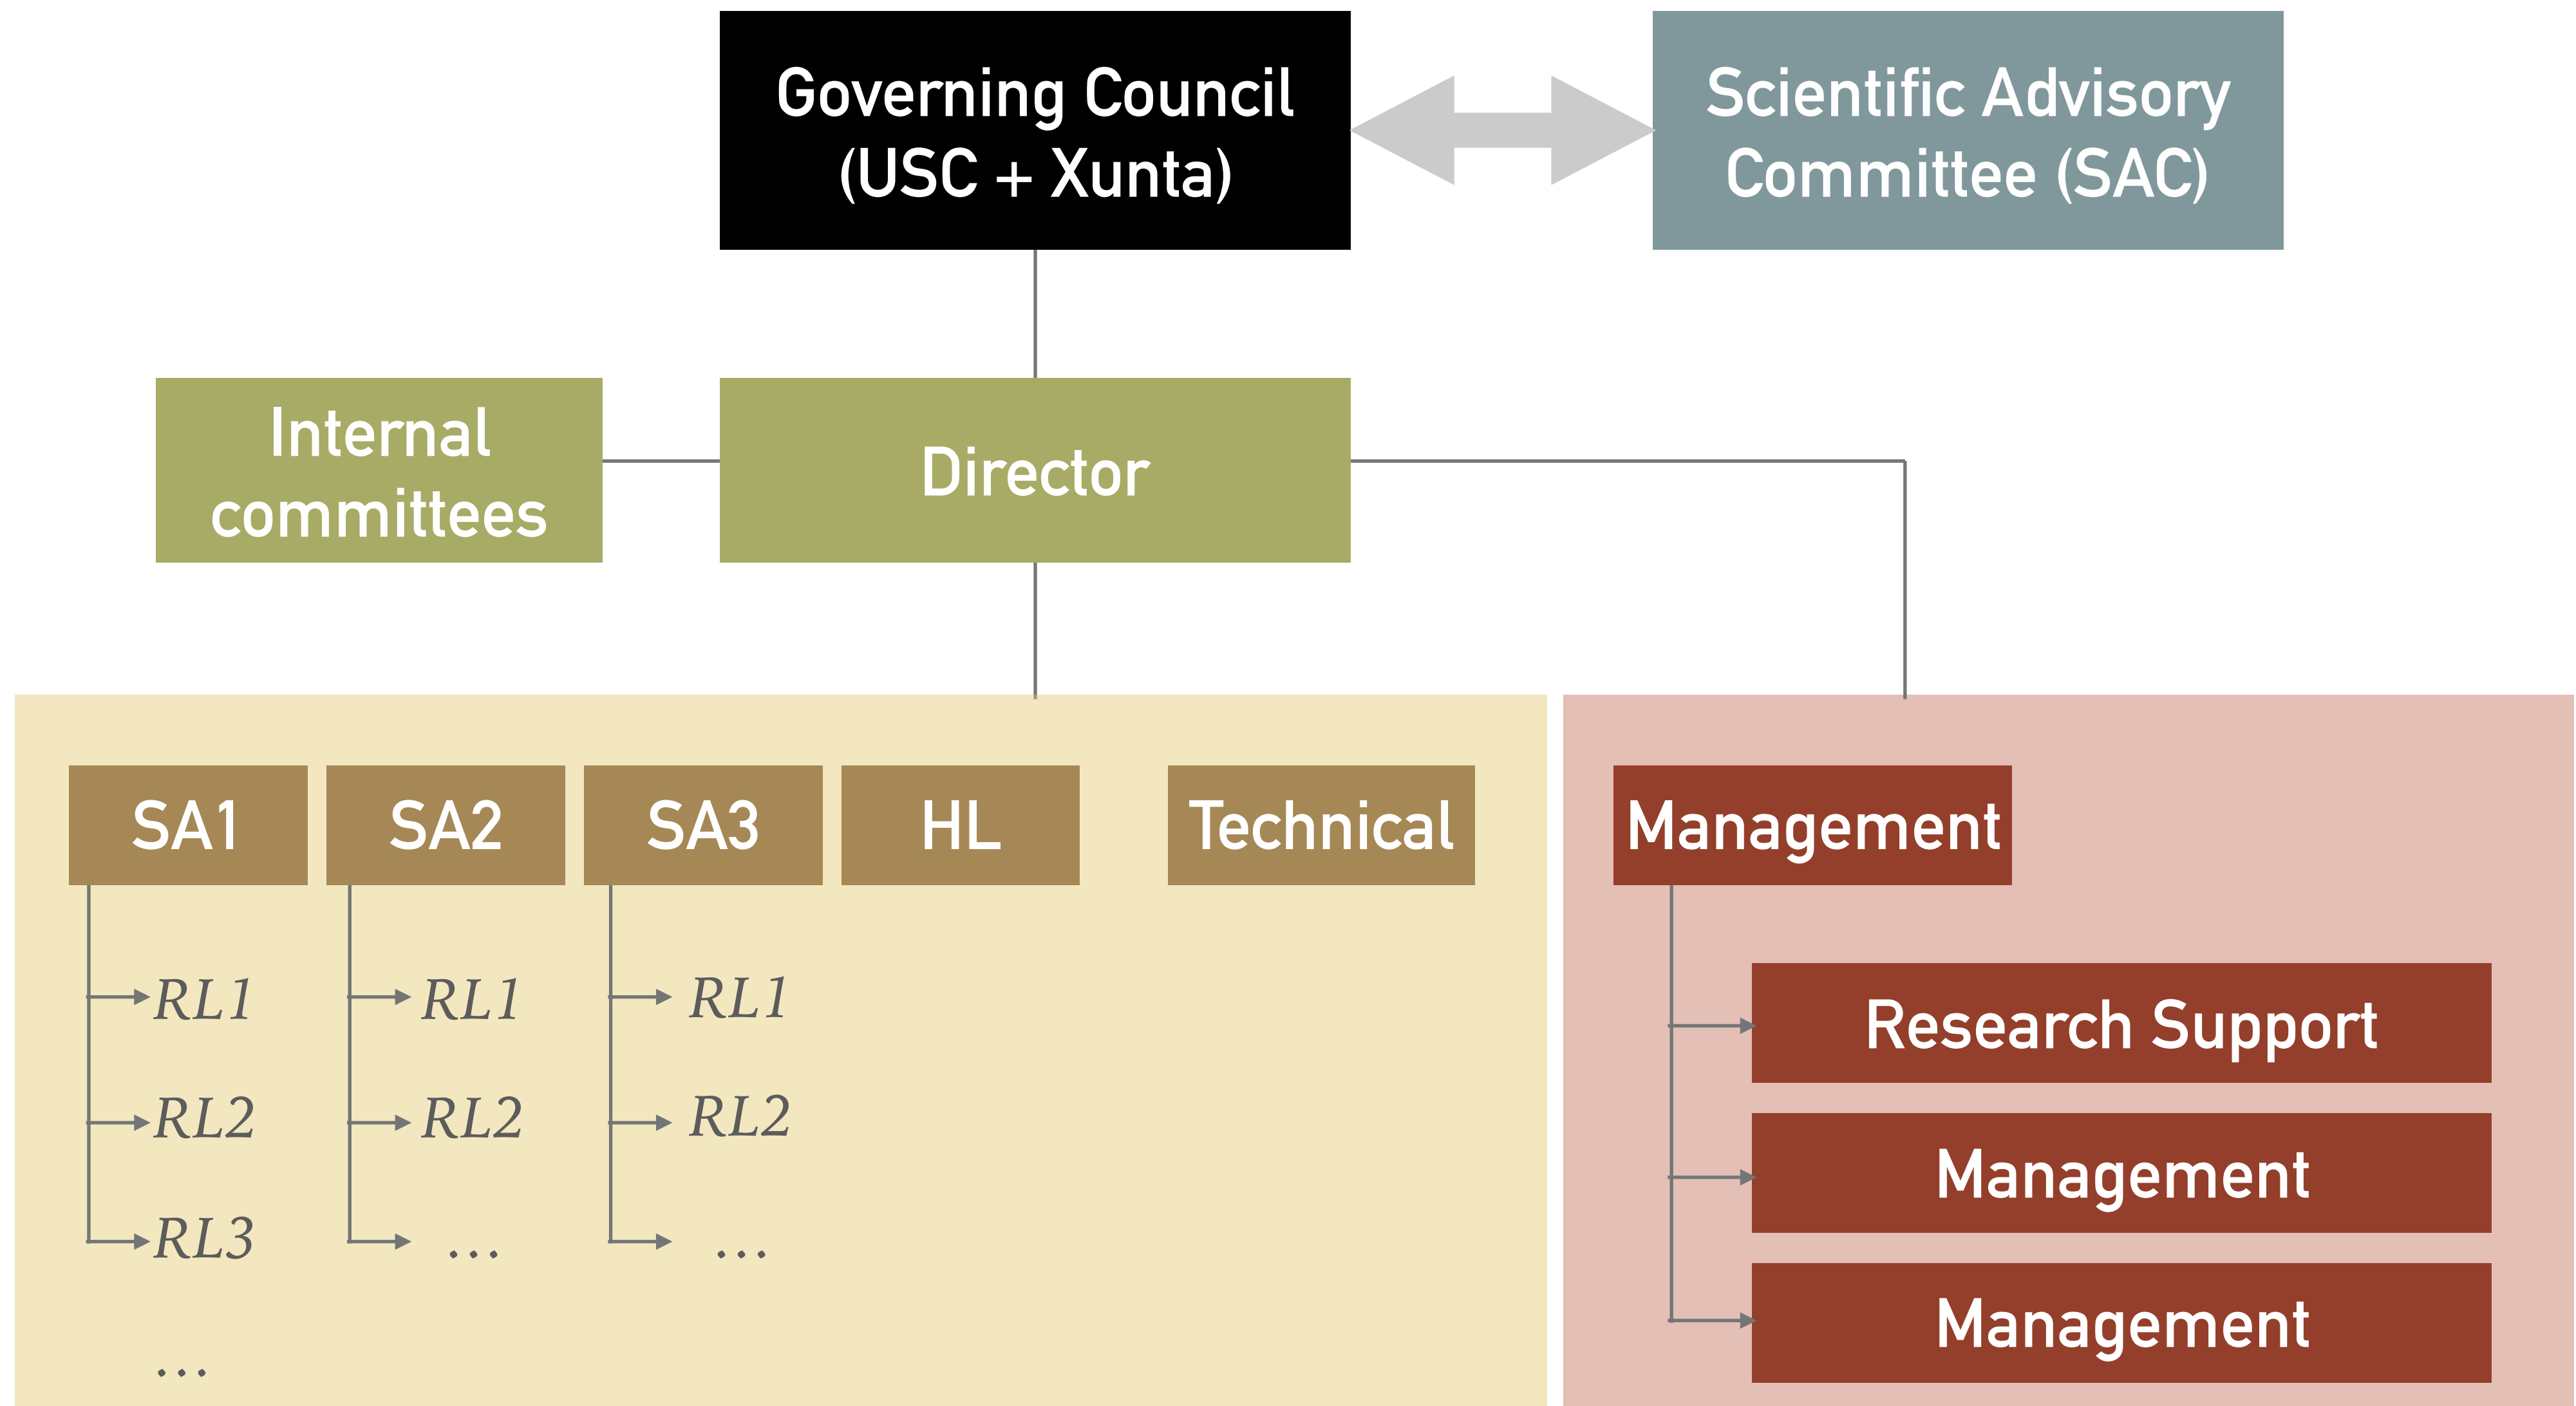 Governing Council
(USC + Xunta)
Scientific Advisory
Committee (SAC)
Internal
committees
Director
SA1
SA2
SA3
HL
Technical
Management
RL1
RL1
RL1
Research Support
RL2
RL2
RL2
Management
RL3
...
...
Management
...